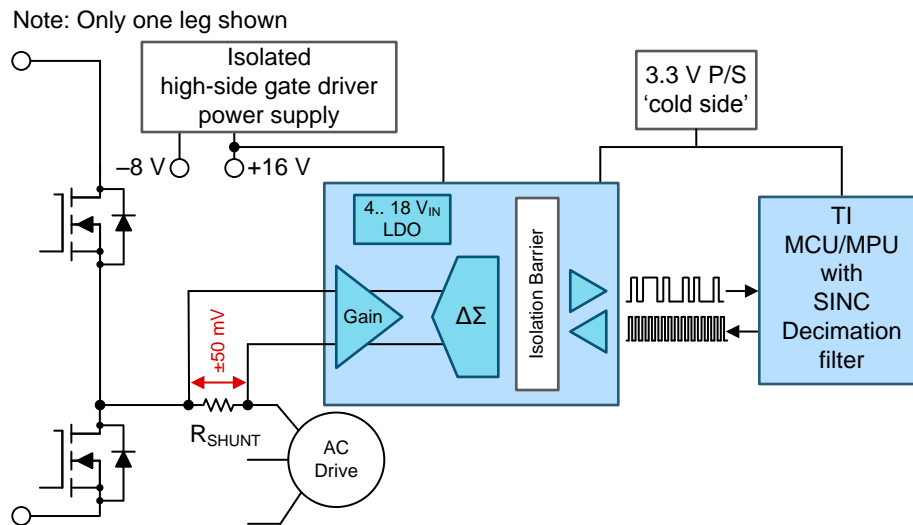 Note: Only one leg shown
Isolated
high-side gate driver
power supply
3.3 V P/S
‘cold side’
–8 V
+16 V
4.. 18 VIN
LDO
TI
MCU/MPU
with
SINC
Decimation
filter
Isolation Barrier
Gain
ΔΣ
±50 mV
RSHUNT
AC
Drive